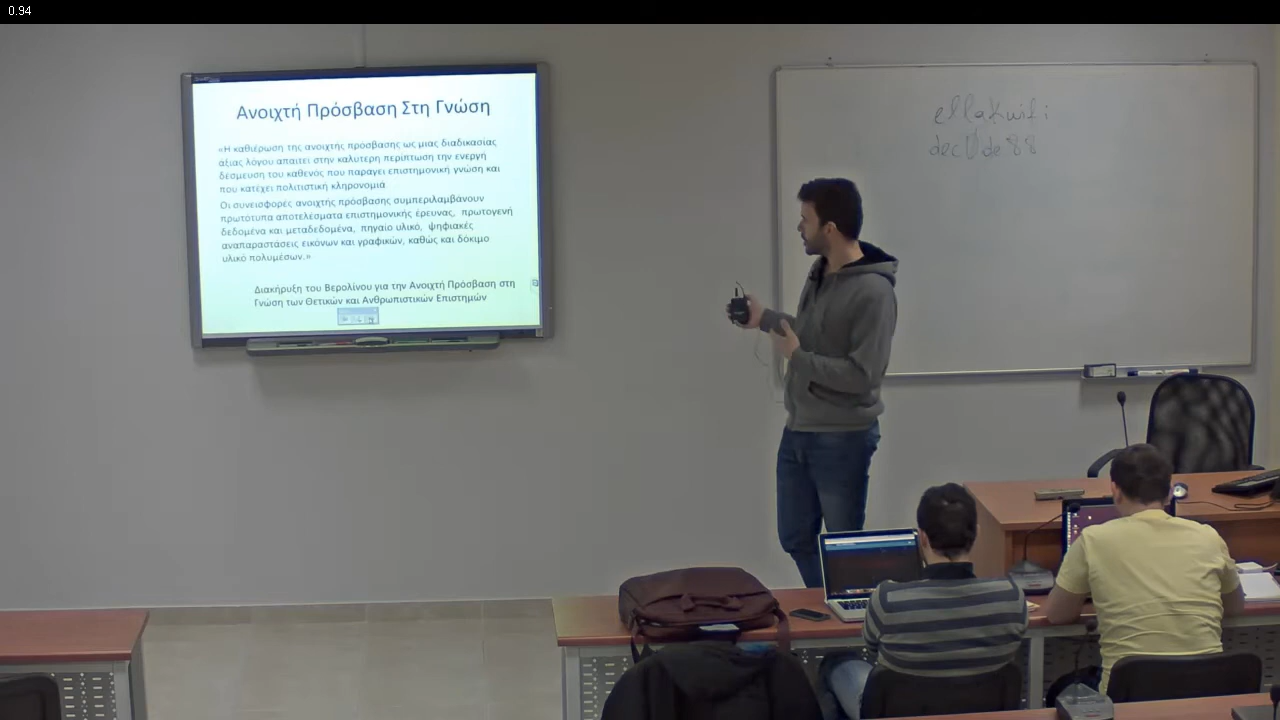 0.94
Ανοιχτή Πρόσβαση Στη Γνώση
«Η καθιέρωση της ανοιχτής πρόσβασης ως μιας διαδικασίας
άξιας λόγου απαιτεί στην καλύτερη περίπτωση την ενεργή
δέσμευση του καθενός που παράγει επιστημονική γνώση και
που κατέχει πολιτιστική κληρονομιά
Οι συνεισφορές ανοιχτής πρόσβασης συμπεριλαμβάνουν
πρωτότυπα αποτελέσματα επιστημονικής έρευνας, πρωτογενή
δεδομένα και μεταδεδομένα, πηγαίο υλικό, ψηφιακές
αναπαραστάσεις εικόνων και γραφικών, καθώς και δόκιμο
υλικό πολυμέσων.»
Διακήρυξη του Βερολίνου για την Ανοιχτή Πρόσβαση στη
Γνώση των Θετικών και Ανθρωπιστικών Επιστημών
ellakwifi
dec0de88